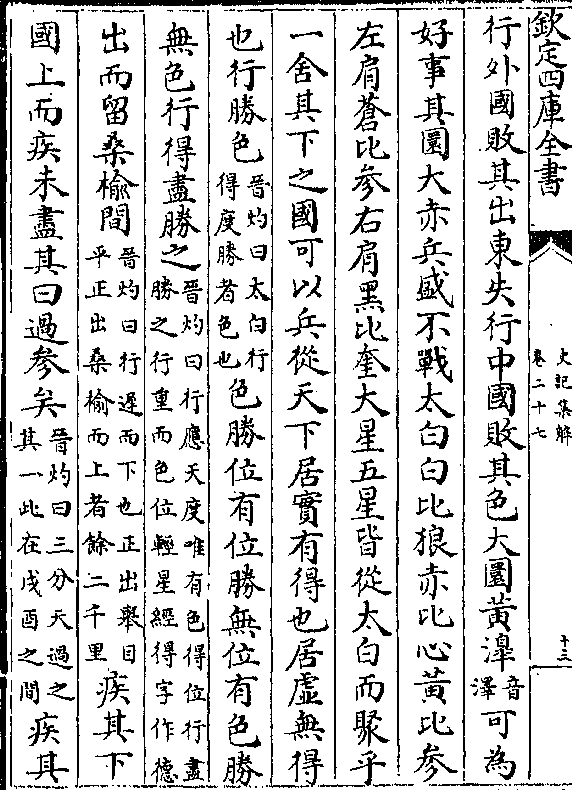 欽定四庫全書
史記集解
卷二十七
十三
行外國敗其出東失行中國敗其色大圜黃滜音澤可為
好事其圜大赤兵盛不戰太白白比狼赤比心黃比參
左肩蒼比參右肩黑比奎大星五星皆從太白而聚乎
一舍其下之國可以兵從天下居實有得也居虛無得
也行勝色晉灼曰太白行得度勝者色也色勝位有位勝無位有色勝
無色行得盡勝之晉灼曰行應天度唯有色得位行盡勝之行重而色位輕星經得字作德
出而留桑榆間晉灼曰行遲而下也正出舉目平正出桑榆而上者餘二千里疾其下
國上而疾未盡其日過參矣晉灼曰三分天過之其一此在戌酉之間疾其